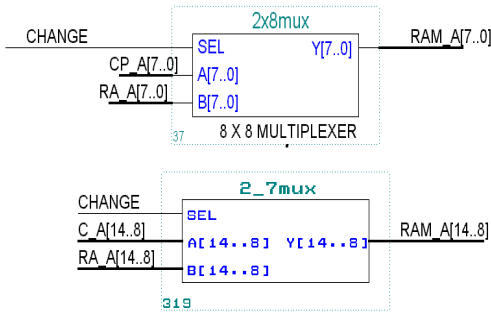 2x8mux
CHANGE
SEL
Y[7..0]
RAM_A[7..0]
CP_A[7..0]
A[7..0]
RA_A[7..0]
B[7..0]
37
8 X 8 MULTIPLEXER
2_7mux
CHANGE
SEL
C_A[14..8]
A[14..8]
Y[14..8]
RAM_A[14..8]
RA_A[14..8]
B[14..8]
319